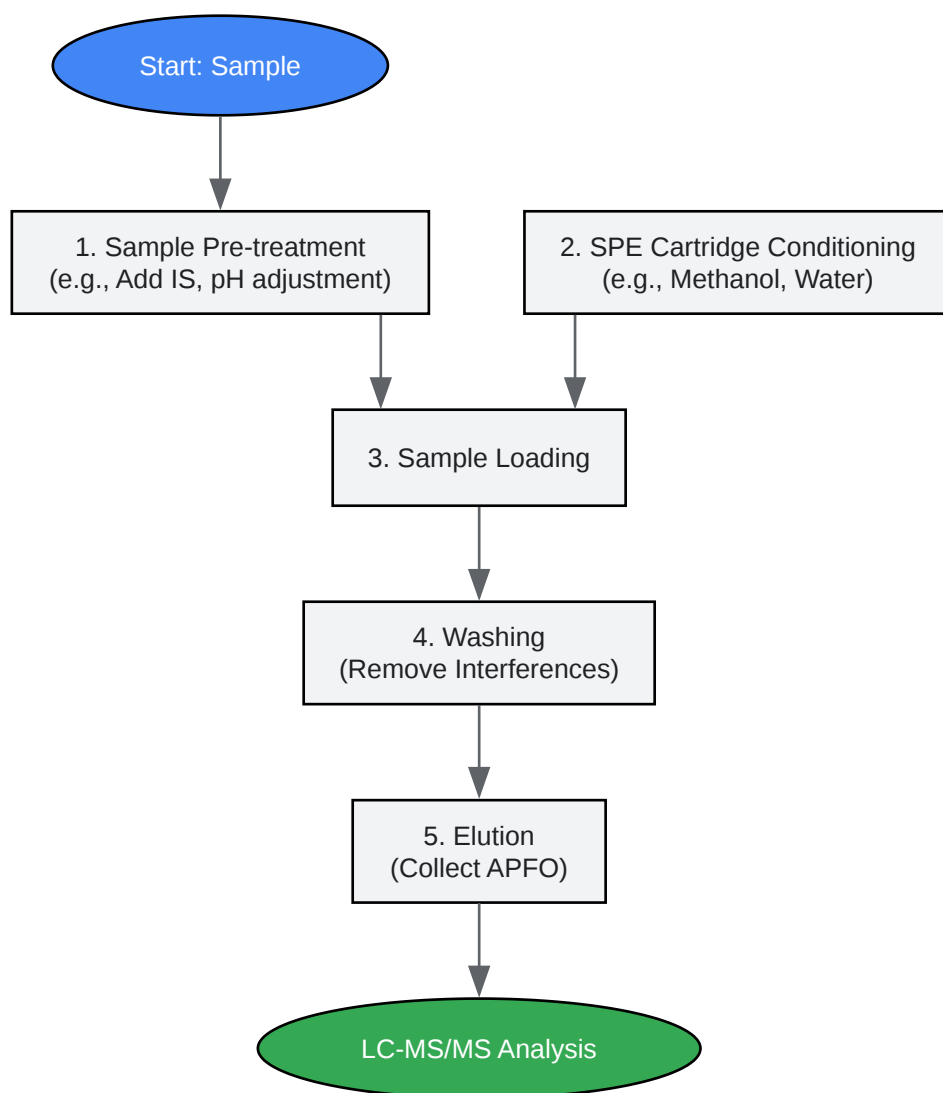 Start: Sample
1. Sample Pre-treatment
(e.g., Add IS, pH adjustment)
2. SPE Cartridge Conditioning
(e.g., Methanol, Water)
3. Sample Loading
4. Washing
(Remove Interferences)
5. Elution
(Collect APFO)
LC-MS/MS Analysis